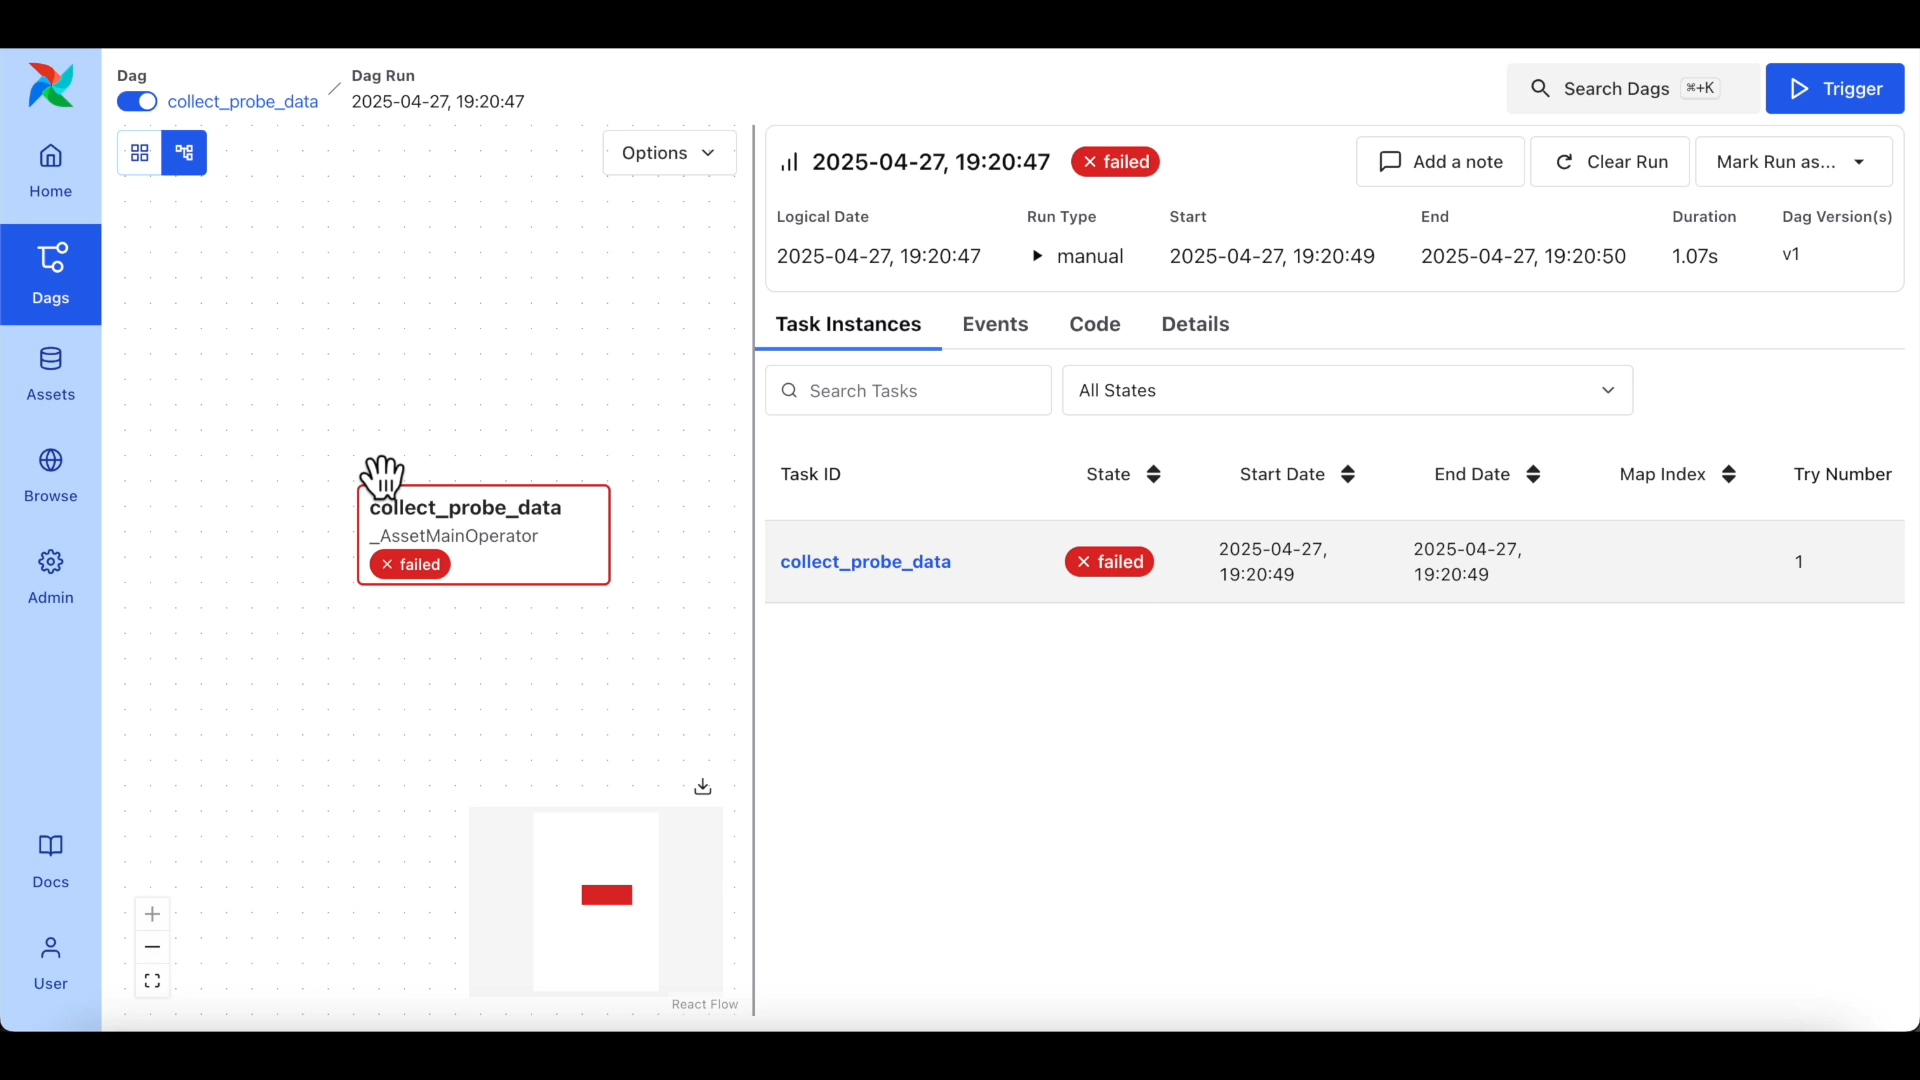 Dag
collect_probe_data
Dag Run
2025-04-27, 19:20:47
Search Dags
⌘+K
Trigger
Home
Dags
Assets
Browse
Admin
Docs
User
Options
collect_probe_data
_AssetMainOperator
failed
React Flow
2025-04-27, 19:20:47
failed
Add a note
Clear Run
Mark Run as...
Logical Date
Run Type
Start
End
Duration
Dag Version(s)
2025-04-27, 19:20:47
manual
2025-04-27, 19:20:49
2025-04-27, 19:20:50
1.07s
v1
Task Instances
Events
Code
Details
Search Tasks
All States
Task ID
State
Start Date
End Date
Map Index
Try Number
collect_probe_data
failed
2025-04-27,
19:20:49
2025-04-27,
19:20:49
1